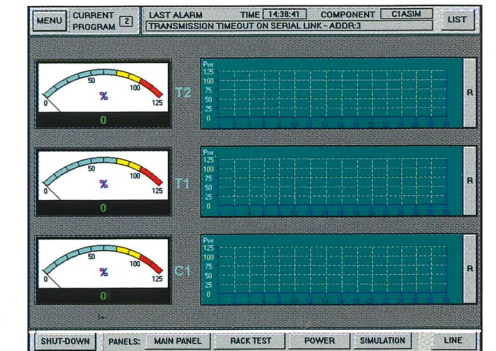 MENU
CURRENT PROGRAM 2
LAST ALARM TIME 14:38:41 COMPONENT C1ASIM
TRANSMISSION TIMEOUT ON SERIAL LINK - ADDR:3
LIST
0 50 100 125
%
0
T2
Pwr
125
100
75
50
25
0
R
0 50 100 125
%
0
T1
Pwr
125
100
75
50
25
0
R
0 50 100 125
%
0
C1
Pwr
125
100
75
50
25
0
R
SHUT-DOWN PANELS: MAIN PANEL RACK TEST POWER SIMULATION LINE